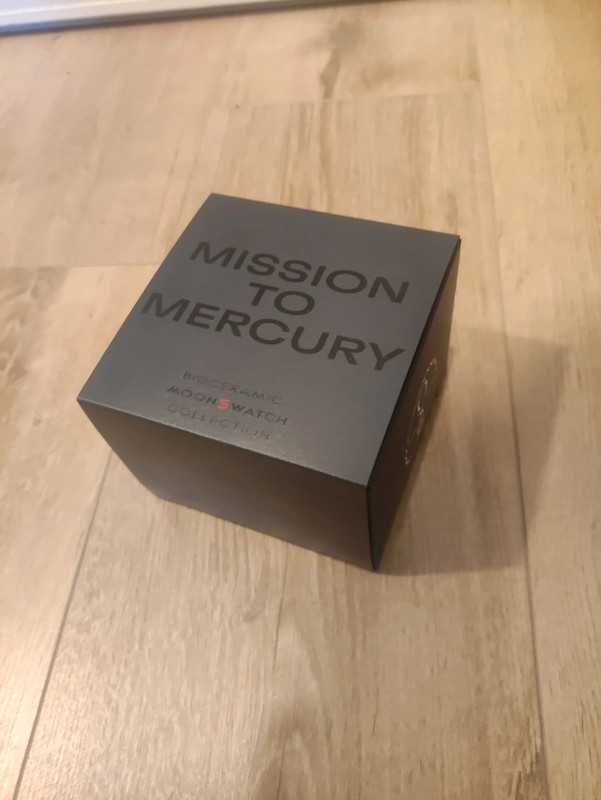 MISSION
TO
MERCURY
BIOCERAMIC
MOONSWATCH
COLLECTION